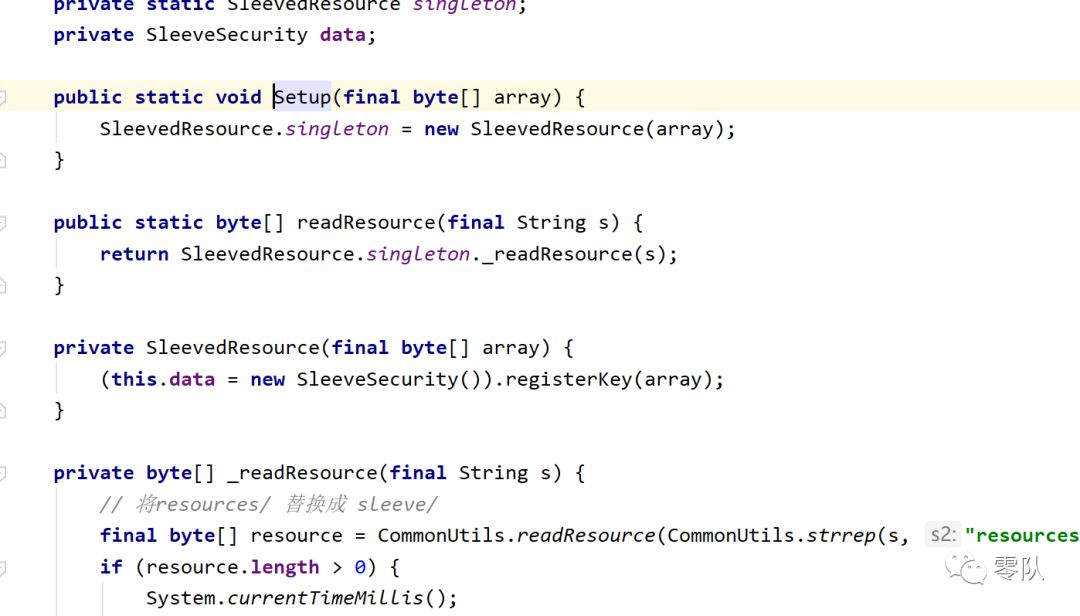 private static SleevedResource singleton;
private SleeveSecurity data;
public static void Setup(final byte[] array) {
SleevedResource.singleton = new SleevedResource(array);
}
public static byte[] readResource(final String s) {
return SleevedResource.singleton._readResource(s);
}
private SleevedResource(final byte[] array) {
(this.data = new SleeveSecurity()).registerKey(array);
}
private byte[] _readResource(final String s) {
// 将resources/ 替换成 sleeve/
final byte[] resource = CommonUtils.readResource(CommonUtils.strrep(s, s2: "resources
if (resource.length > 0) {
System.currentTimeMillis();
零队